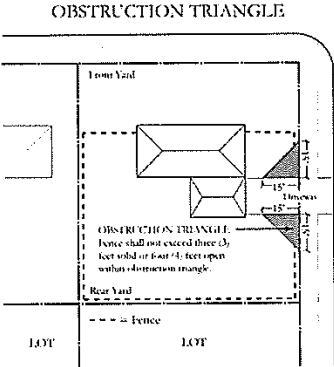 OBSTRUCTION TRIANGLE
Front Yard
15'
15'
Driveway
15'
15'
OBSTRUCTION TRIANGLE
Fence shall not exceed three (3)
feet solid or four (4) feet open
within obstruction triangle.
Rear Yard
= Fence
LOT
LOT